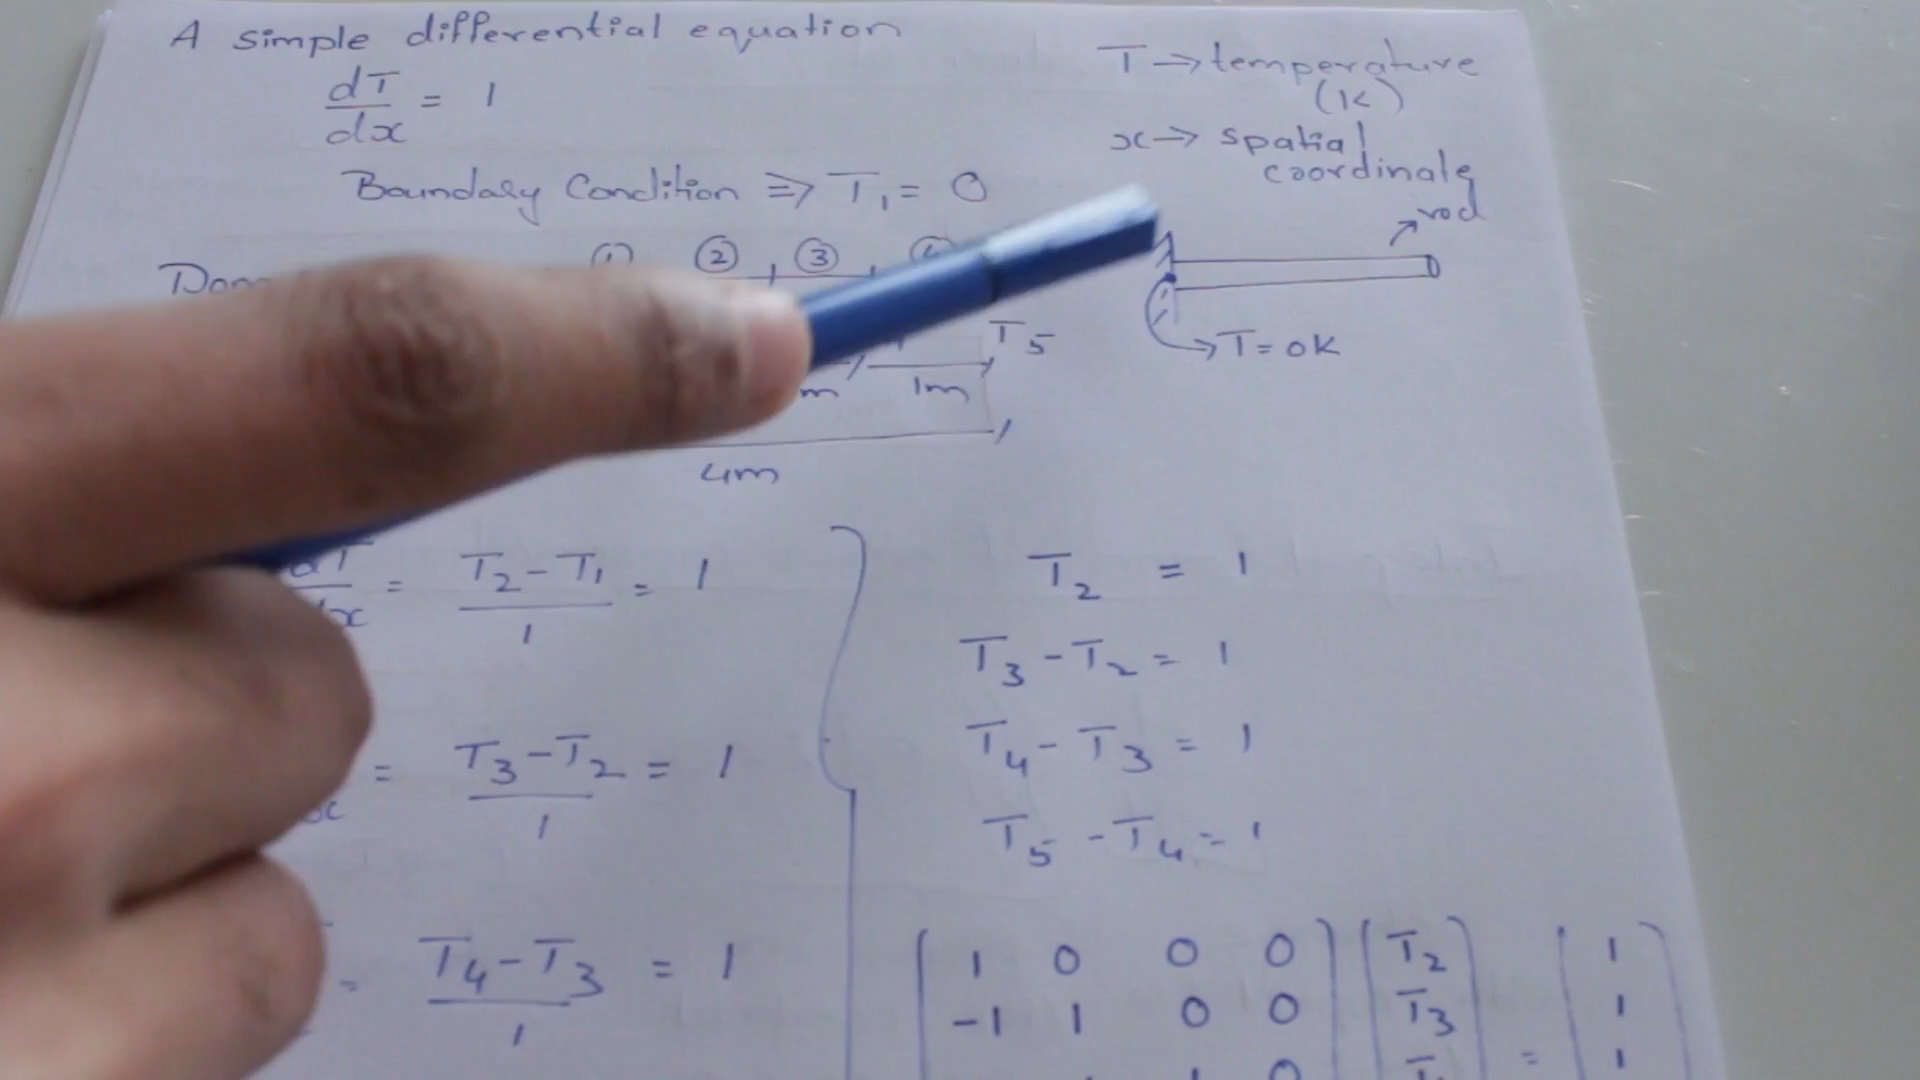 A simple differential equation
dT
dx
= 1
Boundary Condition ⇒ T1 = 0
T → temperature
(K)
x → spatial
coordinate
rod
T = 0K
② ③
T5
m 1m
4m
dT/dx = T2 - T1 / 1 = 1
= T3 - T2 / 1 = 1
= T4 - T3 / 1 = 1
T2 = 1
T3 - T2 = 1
T4 - T3 = 1
T5 - T4 = 1
1 0 0 0 T2 1
-1 1 0 0 T3 1
= 1